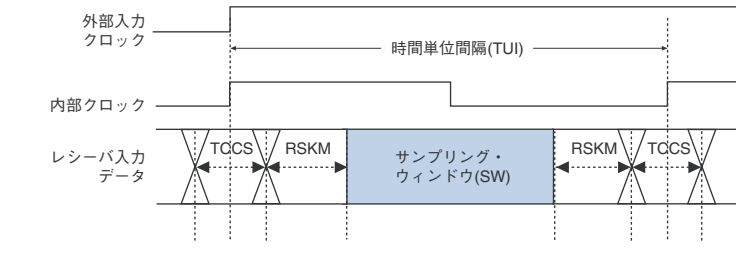 外部入力
クロック
時間単位間隔(TUI)
内部クロック
レシーバ入力
データ
TCCS
RSKM
サンプリング・
ウィンドウ(SW)
RSKM
TCCS